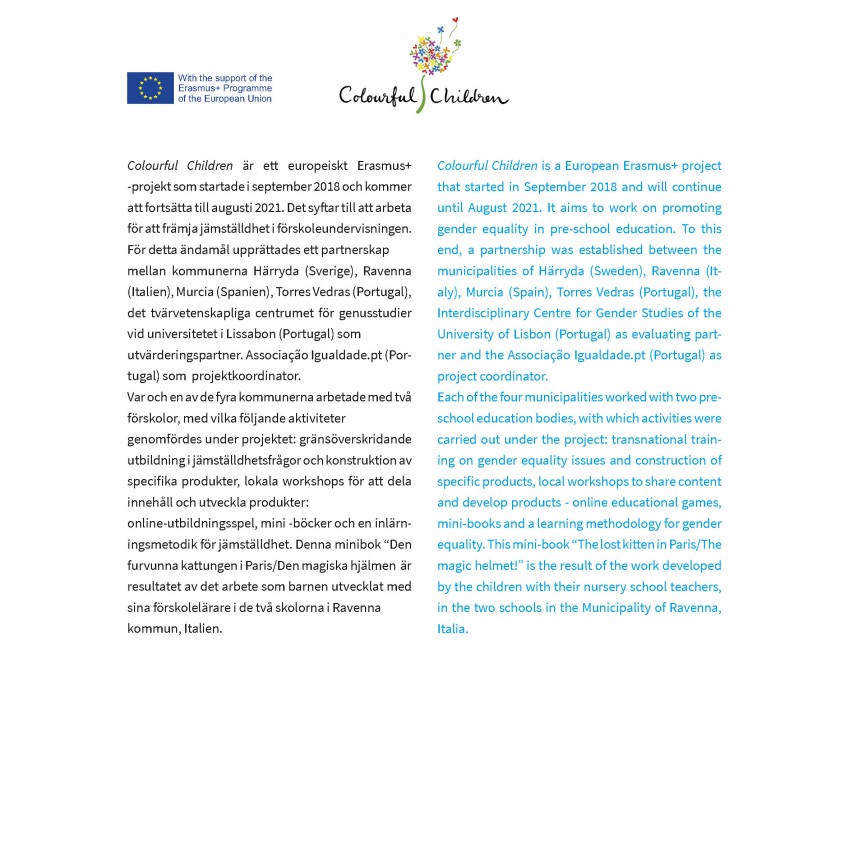 With the support of the
Erasmus+ Programme
of the European Union
Colourful Children
Colourful Children är ett europeiskt Erasmus+
-projekt som startade i september 2018 och kommer
att fortsätta till augusti 2021. Det syftar till att arbeta
för att främja jämställdhet i förskoleundervisningen.
För detta ändamål upprättades ett partnerskap
mellan kommunerna Härryda (Sverige), Ravenna
(Italien), Murcia (Spanien), Torres Vedras (Portugal),
det tvärvetenskapliga centrumet för genusstudier
vid universitetet i Lissabon (Portugal) som
utvärderingspartner. Associação Igualdade.pt (Por-
tugal) som projektkoordinator.
Var och en av de fyra kommunerna arbetade med två
förskolor, med vilka följande aktiviteter
genomfördes under projektet: gränsöverskridande
utbildning i jämställdhetsfrågor och konstruktion av
specifika produkter, lokala workshops för att dela
innehåll och utveckla produkter:
online-utbildningsspel, mini -böcker och en inlärn-
ingsmetodik för jämställdhet. Denna minibok “Den
furvunna kattungen i Paris/Den magiska hjälmen är
resultatet av det arbete som barnen utvecklat med
sina förskolelärare i de två skolorna i Ravenna
kommun, Italien.
Colourful Children is a European Erasmus+ project
that started in September 2018 and will continue
until August 2021. It aims to work on promoting
gender equality in pre-school education. To this
end, a partnership was established between the
municipalities of Härryda (Sweden), Ravenna (It-
aly), Murcia (Spain), Torres Vedras (Portugal), the
Interdisciplinary Centre for Gender Studies of the
University of Lisbon (Portugal) as evaluating part-
ner and the Associação Igualdade.pt (Portugal) as
project coordinator.
Each of the four municipalities worked with two pre-
school education bodies, with which activities were
carried out under the project: transnational train-
ing on gender equality issues and construction of
specific products, local workshops to share content
and develop products - online educational games,
mini-books and a learning methodology for gender
equality. This mini-book “The lost kitten in Paris/The
magic helmet!” is the result of the work developed
by the children with their nursery school teachers,
in the two schools in the Municipality of Ravenna,
Italia.